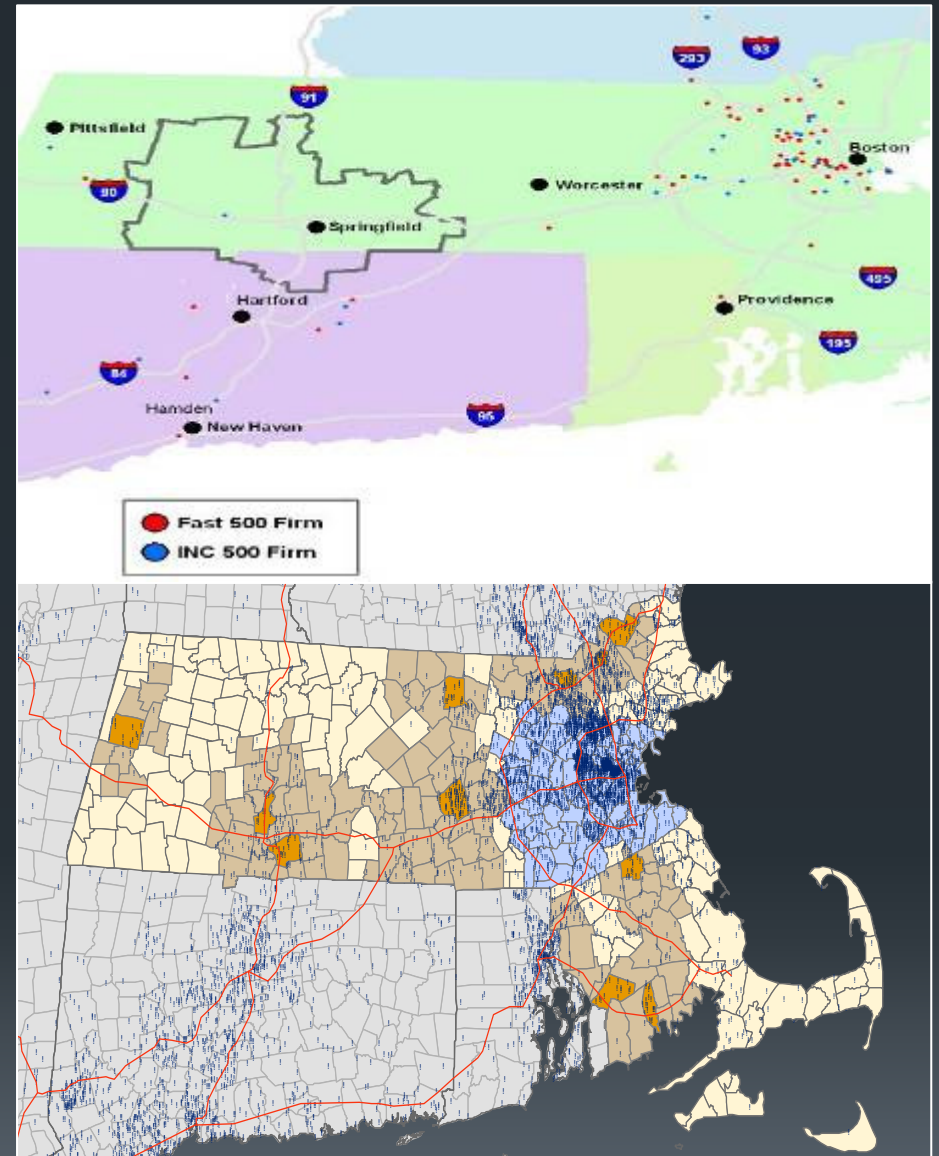 293
93
91
Pittsfield
Boston
90
Worcester
Springfield
495
Hartford
Providence
195
84
Hamden
95
New Haven
Fast 500 Firm
INC 500 Firm